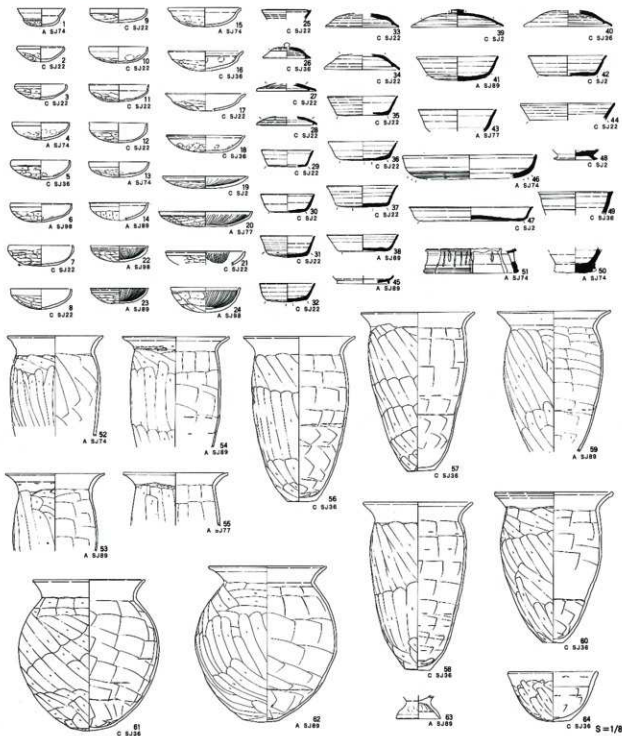 1
A SJ74
2
C SJ22
3
C SJ22
4
A SJ74
5
C SJ36
6
A SJ98
7
C SJ22
8
C SJ22
9
C SJ22
10
C SJ22
11
C SJ22
12
C SJ22
13
A SJ74
14
A SJ89
22
A SJ98
23
A SJ89
15
A SJ74
16
C SJ36
17
C SJ22
18
C SJ36
19
C SJ2
20
A SJ77
21
C SJ22
24
A SJ98
25
C SJ22
26
C SJ36
27
C SJ22
28
C SJ22
29
C SJ22
30
C SJ2
31
C SJ22
32
C SJ22
33
C SJ22
34
C SJ22
35
C SJ22
36
C SJ22
37
C SJ2
38
A SJ89
45
C SJ36
39
C SJ2
41
A SJ89
43
A SJ77
46
A SJ74
47
C SJ2
51
A SJ74
40
C SJ36
42
C SJ2
44
C SJ22
48
C SJ2
49
C SJ36
50
A SJ74
52
A SJ74
54
A SJ89
56
C SJ36
57
C SJ36
59
A SJ89
53
A SJ89
55
A SJ77
58
C SJ36
60
C SJ36
61
C SJ36
62
A SJ89
63
A SJ89
64
C SJ36
S=1/8